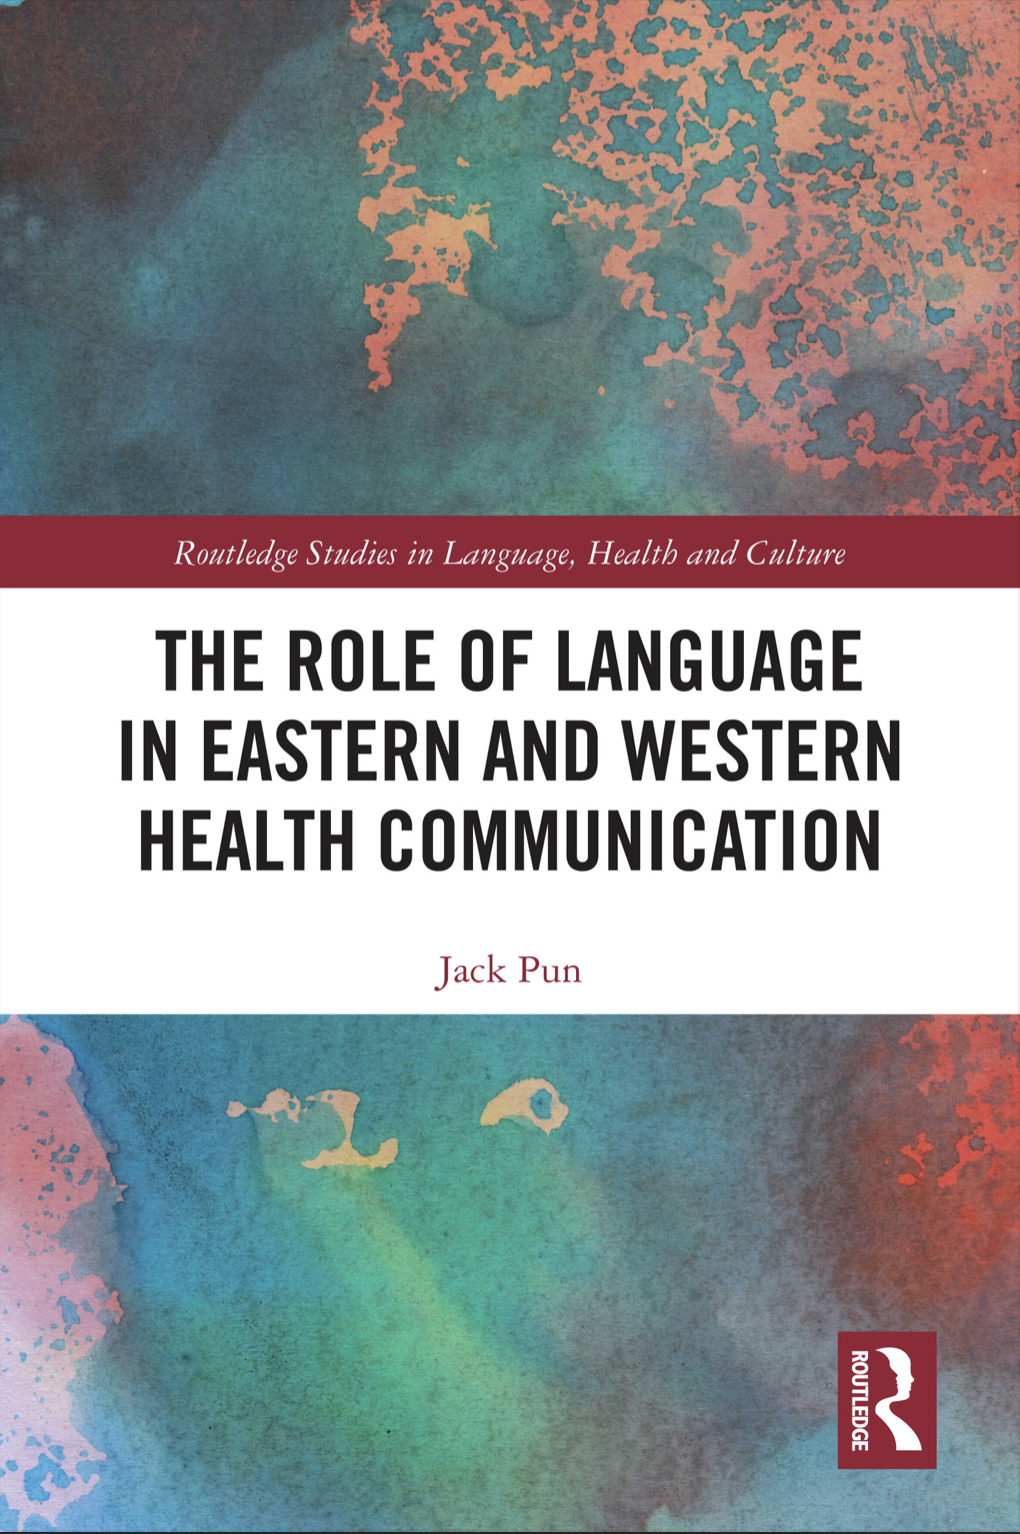 Routledge Studies in Language, Health and Culture
THE ROLE OF LANGUAGE
IN EASTERN AND WESTERN
HEALTH COMMUNICATION
Jack Pun
ROUTLEDGE